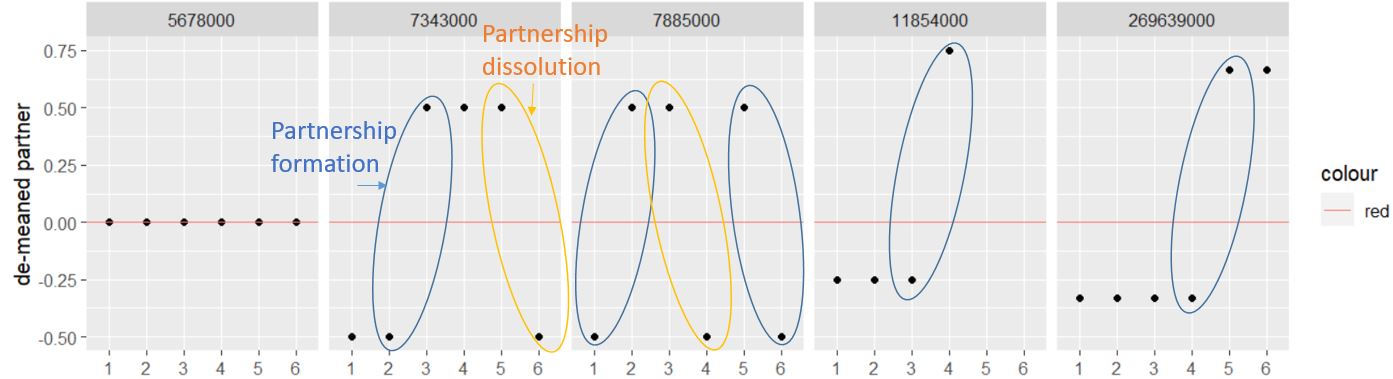 5678000 7343000 7885000 11854000 269639000
Partnership
dissolution
Partnership
formation
de-meaned partner
0.75
0.50
0.25
0.00
-0.25
-0.50
1 2 3 4 5 6 1 2 3 4 5 6 1 2 3 4 5 6 1 2 3 4 5 6 1 2 3 4 5 6
colour
red